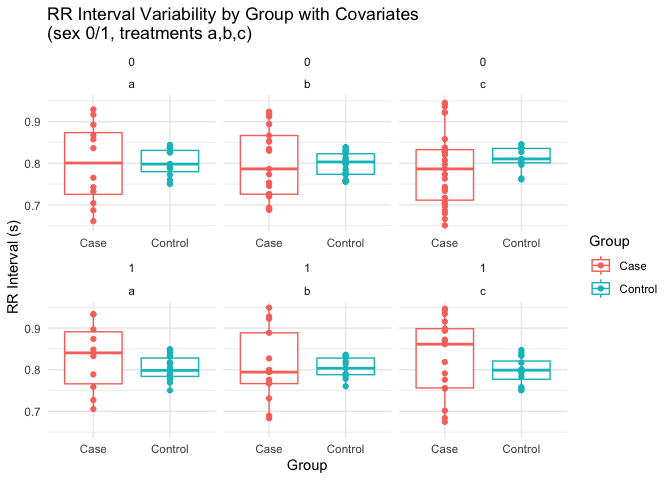 RR Interval Variability by Group with Covariates
(sex 0/1, treatments a,b,c)
0 0 0
a b c
0.9
0.8
0.7
Case Control Case Control Case Control
1 1 1
a b c
0.9
0.8
0.7
Case Control Case Control Case Control
RR Interval (s)
Group
Group
Case
Control